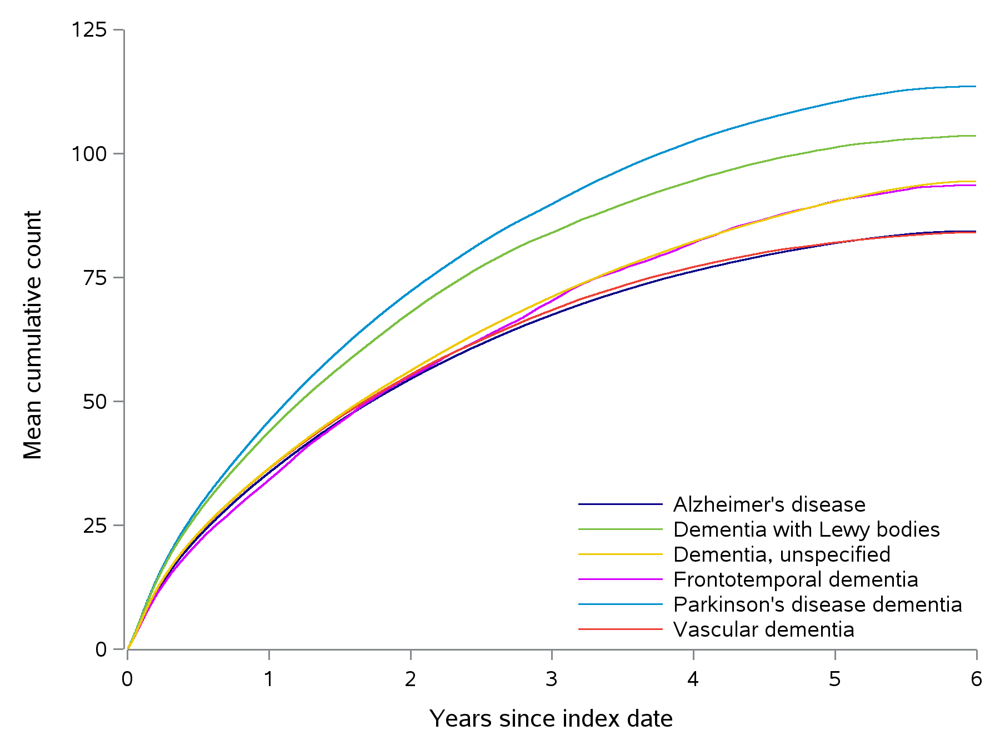 125
100
75
50
25
0
Mean cumulative count
Alzheimer's disease
Dementia with Lewy bodies
Dementia, unspecified
Frontotemporal dementia
Parkinson's disease dementia
Vascular dementia
0 1 2 3 4 5 6
Years since index date